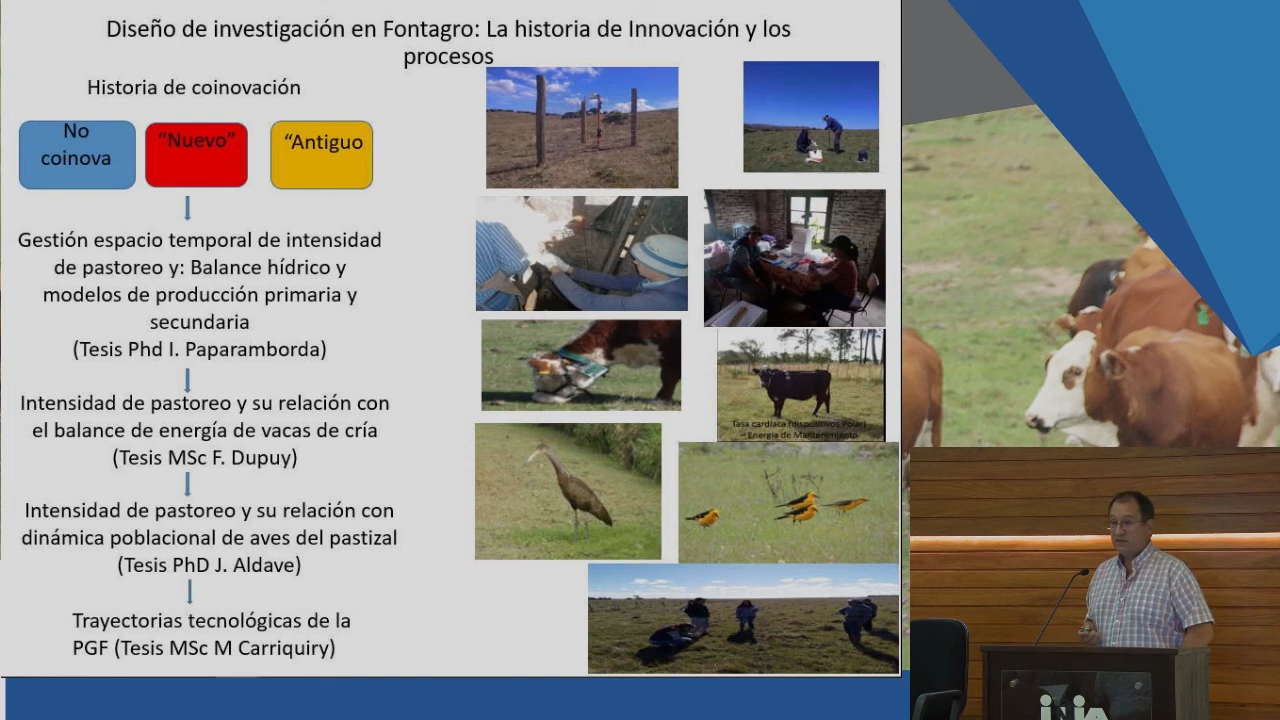 Diseño de investigación en Fontagro: La historia de Innovación y los
procesos
Historia de coinovación
No
coinova
“Nuevo”
“Antiguo
Gestión espacio temporal de intensidad
de pastoreo y: Balance hídrico y
modelos de producción primaria y
secundaria
(Tesis Phd I. Paparamborda)
Intensidad de pastoreo y su relación con
el balance de energía de vacas de cría
(Tesis MSc F. Dupuy)
Intensidad de pastoreo y su relación con
dinámica poblacional de aves del pastizal
(Tesis PhD J. Aldave)
Trayectorias tecnológicas de la
PGF (Tesis MSc M Carriquiry)
Tasa cardíaca (dispositivos Polar)
– Energía de Mantenimiento
iNiA